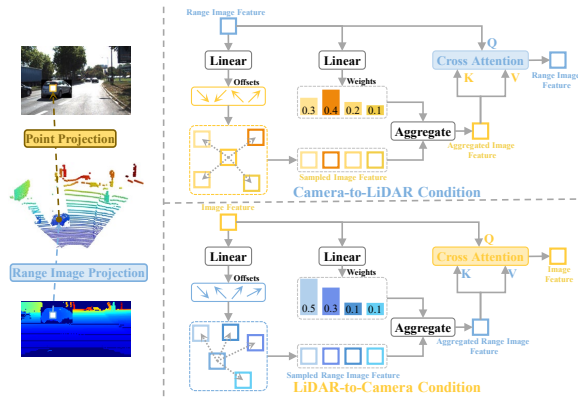 Point Projection
Range Image Projection
Range Image Feature
Linear
Linear
Offsets
Weights
0.3 0.4 0.2 0.1
Q
Cross Attention
K V
Range Image
Feature
Aggregate
Aggregated Image
Feature
Sampled Image Feature
Camera-to-LiDAR Condition
Image Feature
Linear
Linear
Offsets
Weights
0.5 0.3 0.1 0.1
Q
Cross Attention
K V
Image
Feature
Aggregate
Aggregated Range Image
Feature
Sampled Range Image Feature
LiDAR-to-Camera Condition